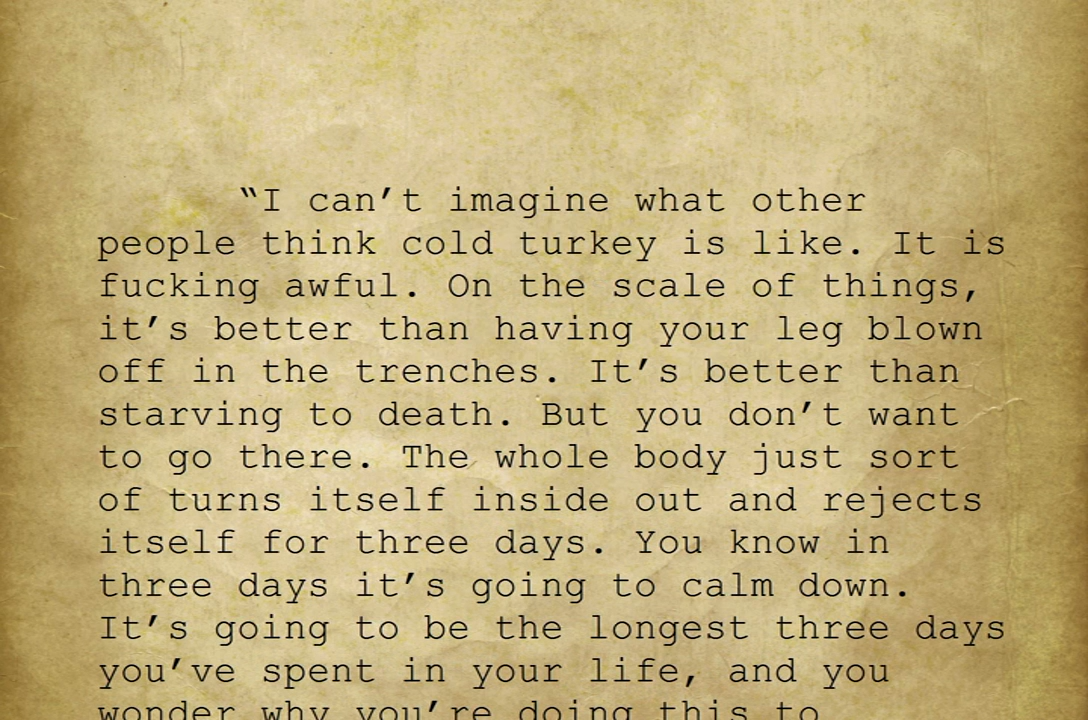 “I can’t imagine what other
people think cold turkey is like. It is
fucking awful. On the scale of things,
it’s better than having your leg blown
off in the trenches. It’s better than
starving to death. But you don’t want
to go there. The whole body just sort
of turns itself inside out and rejects
itself for three days. You know in
three days it’s going to calm down.
It’s going to be the longest three days
you’ve spent in your life, and you
wonder why you’re doing this to